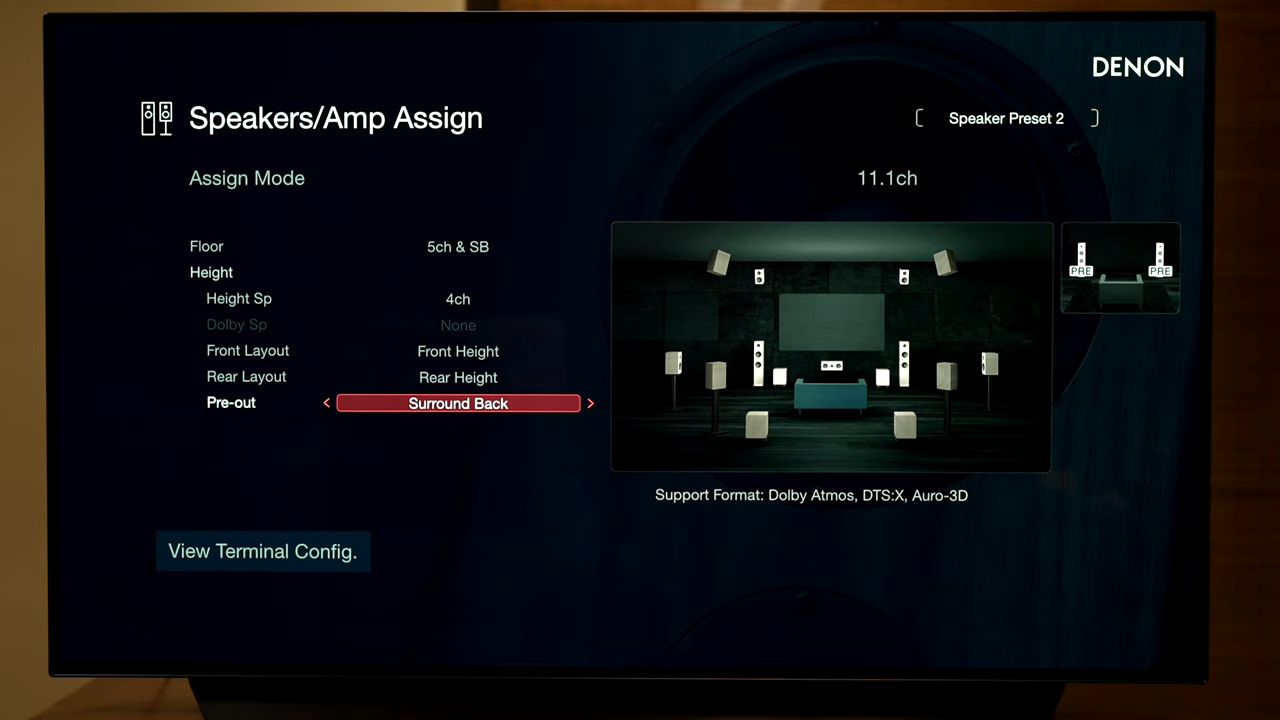 DENON
Speakers/Amp Assign
Speaker Preset 2
Assign Mode 11.1ch
Floor 5ch & SB
Height
Height Sp 4ch
Dolby Sp None
Front Layout Front Height
Rear Layout Rear Height
Pre-out < Surround Back >
PRE PRE
Support Format: Dolby Atmos, DTS:X, Auro-3D
View Terminal Config.